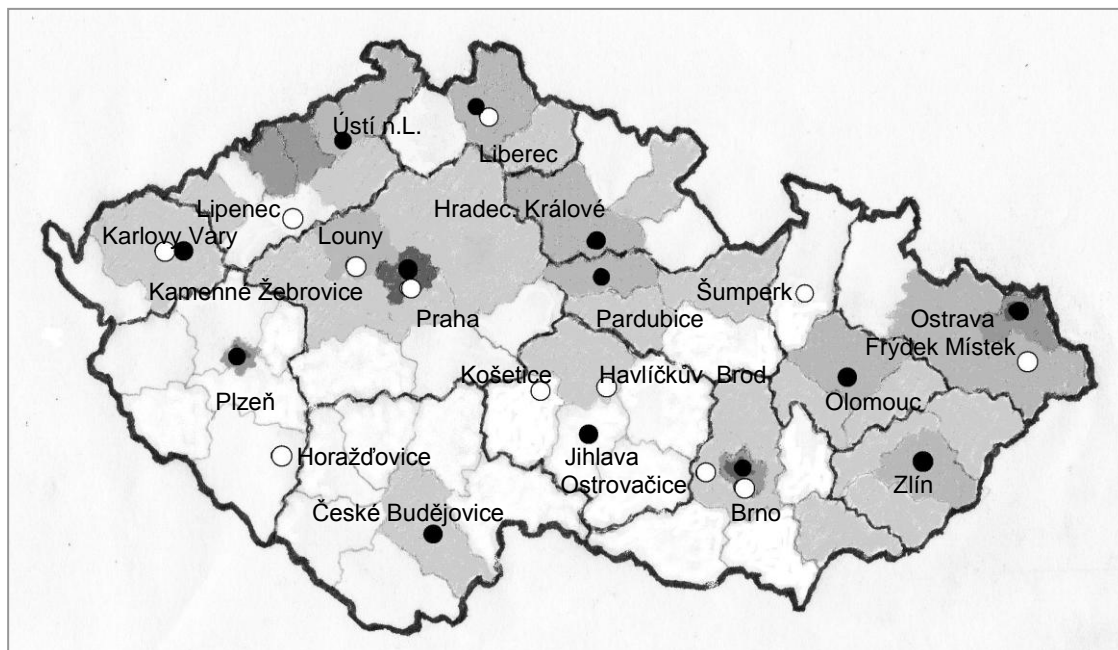 Ústí n.L.
Liberec
Lipenec
Hradec. Králové
Karlovy Vary
Louny
Kamenné Žebrovice
Šumperk
Ostrava
Praha
Pardubice
Frýdek Místek
Košetice
Havlíčkův Brod
Plzeň
Olomouc
Horažďovice
Jihlava
Ostrovačice
Zlín
České Budějovice
Brno